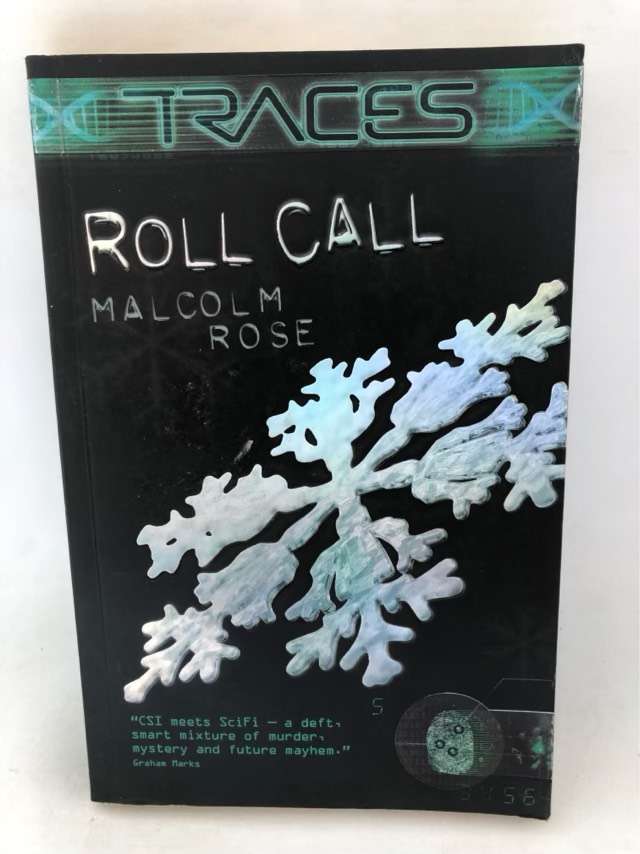 TRACES
ROLL CALL
MALCOLM
ROSE
"CSI meets SciFi — a deft,
smart mixture of murder,
mystery and future mayhem."
Graham Marks
S